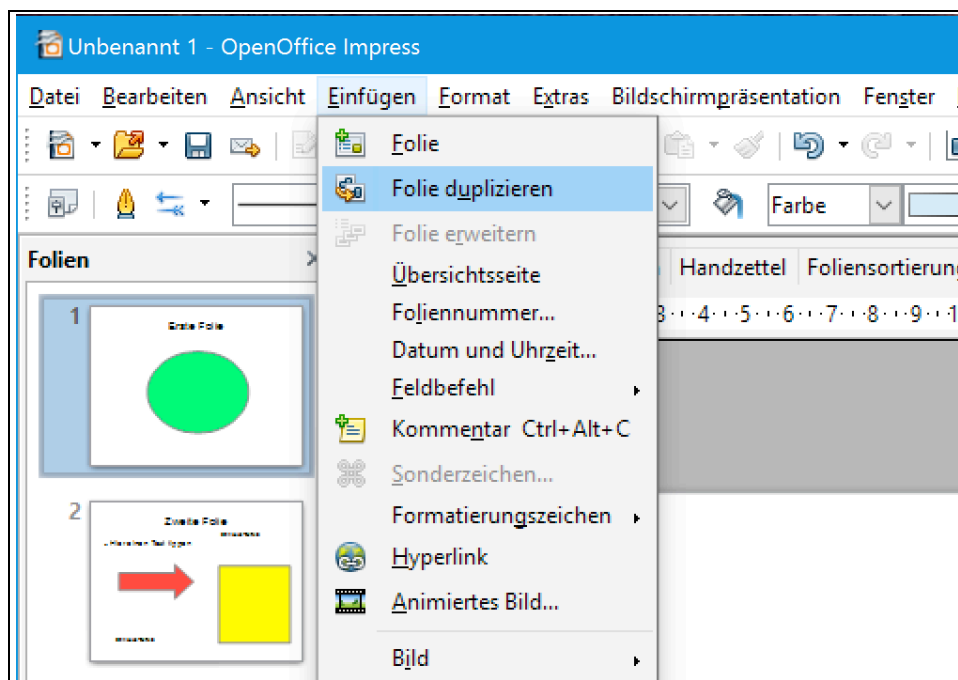 Unbenannt 1 - OpenOffice Impress
Datei Bearbeiten Ansicht Einfügen Format Extras Bildschirmpräsentation Fenster
Folie
Folie duplizieren
Farbe
Folie erweitern
Folien
Übersichtsseite
Handzettel Foliensortierung
Foliennummer...
3 4 5 6 7 8 9 1
Datum und Uhrzeit...
Feldbefehl
Kommentar Ctrl+Alt+C
Sonderzeichen...
Formatierungszeichen
Hyperlink
Animiertes Bild...
Bild
1
Erste Folie
2
Zweite Folie